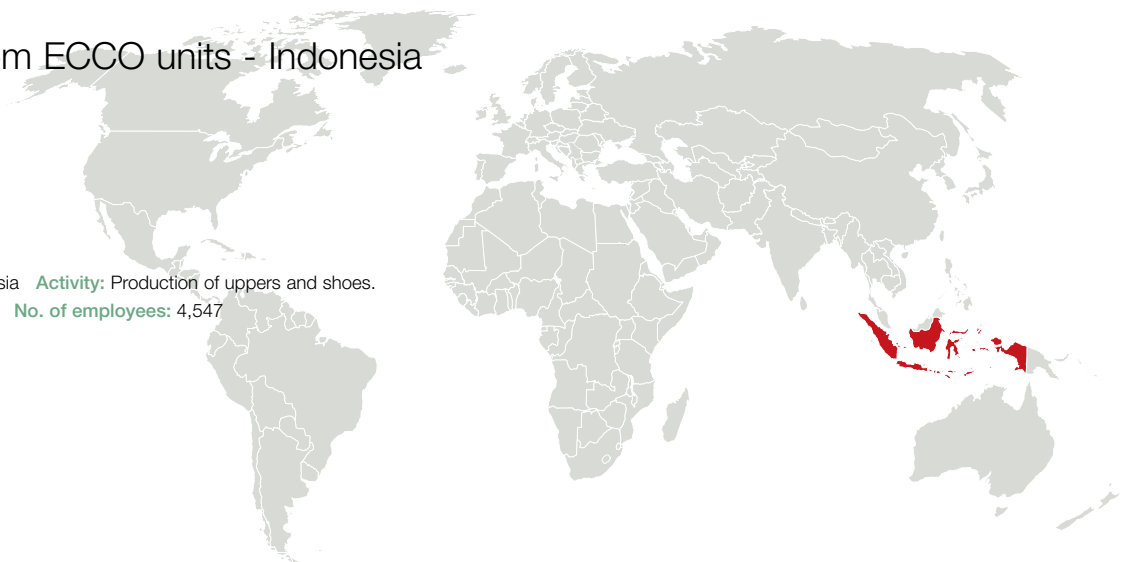 m ECCO units - Indonesia
sia Activity: Production of uppers and shoes.
No. of employees: 4,547